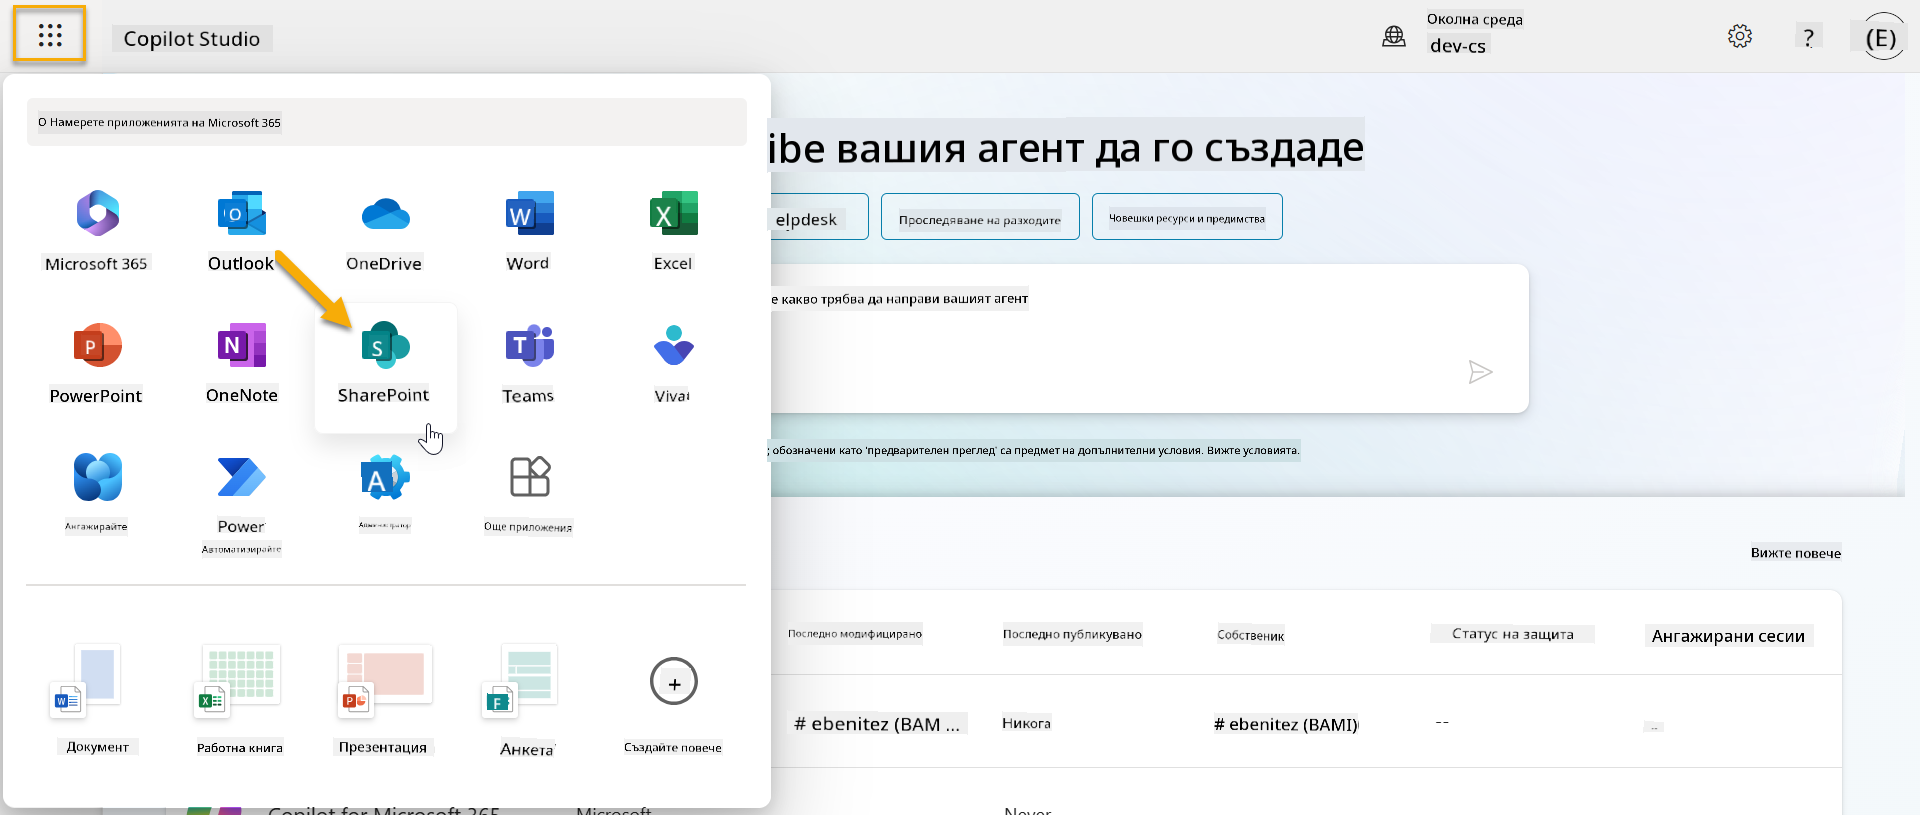 Copilot Studio
Околна среда
dev-cs
?
(E)
О Намерете приложенията на Microsoft 365
ibe вашия агент да го създаде
elpdesk
Проследяване на разходите
Човешки ресурси и предимства
Microsoft 365
Outlook
OneDrive
Word
Excel
е какво трябва да направи вашият агент
PowerPoint
OneNote
SharePoint
Teams
Viva
; обозначени като 'предварителен преглед' са предмет на допълнителни условия. Вижте условията.
Ангажирайте
Power
Автоматизирайте
Още приложения
Вижте повече
Последно модифицирано
Последно публикувано
Собственик
Статус на защита
Ангажирани сесии
# ebenitez (BAM ...
Никога
# ebenitez (BAMI)
--
--
Документ
Работна книга
Презентация
Анкета
Създайте повече
Copilot for Microsoft 365
Microsoft
Never